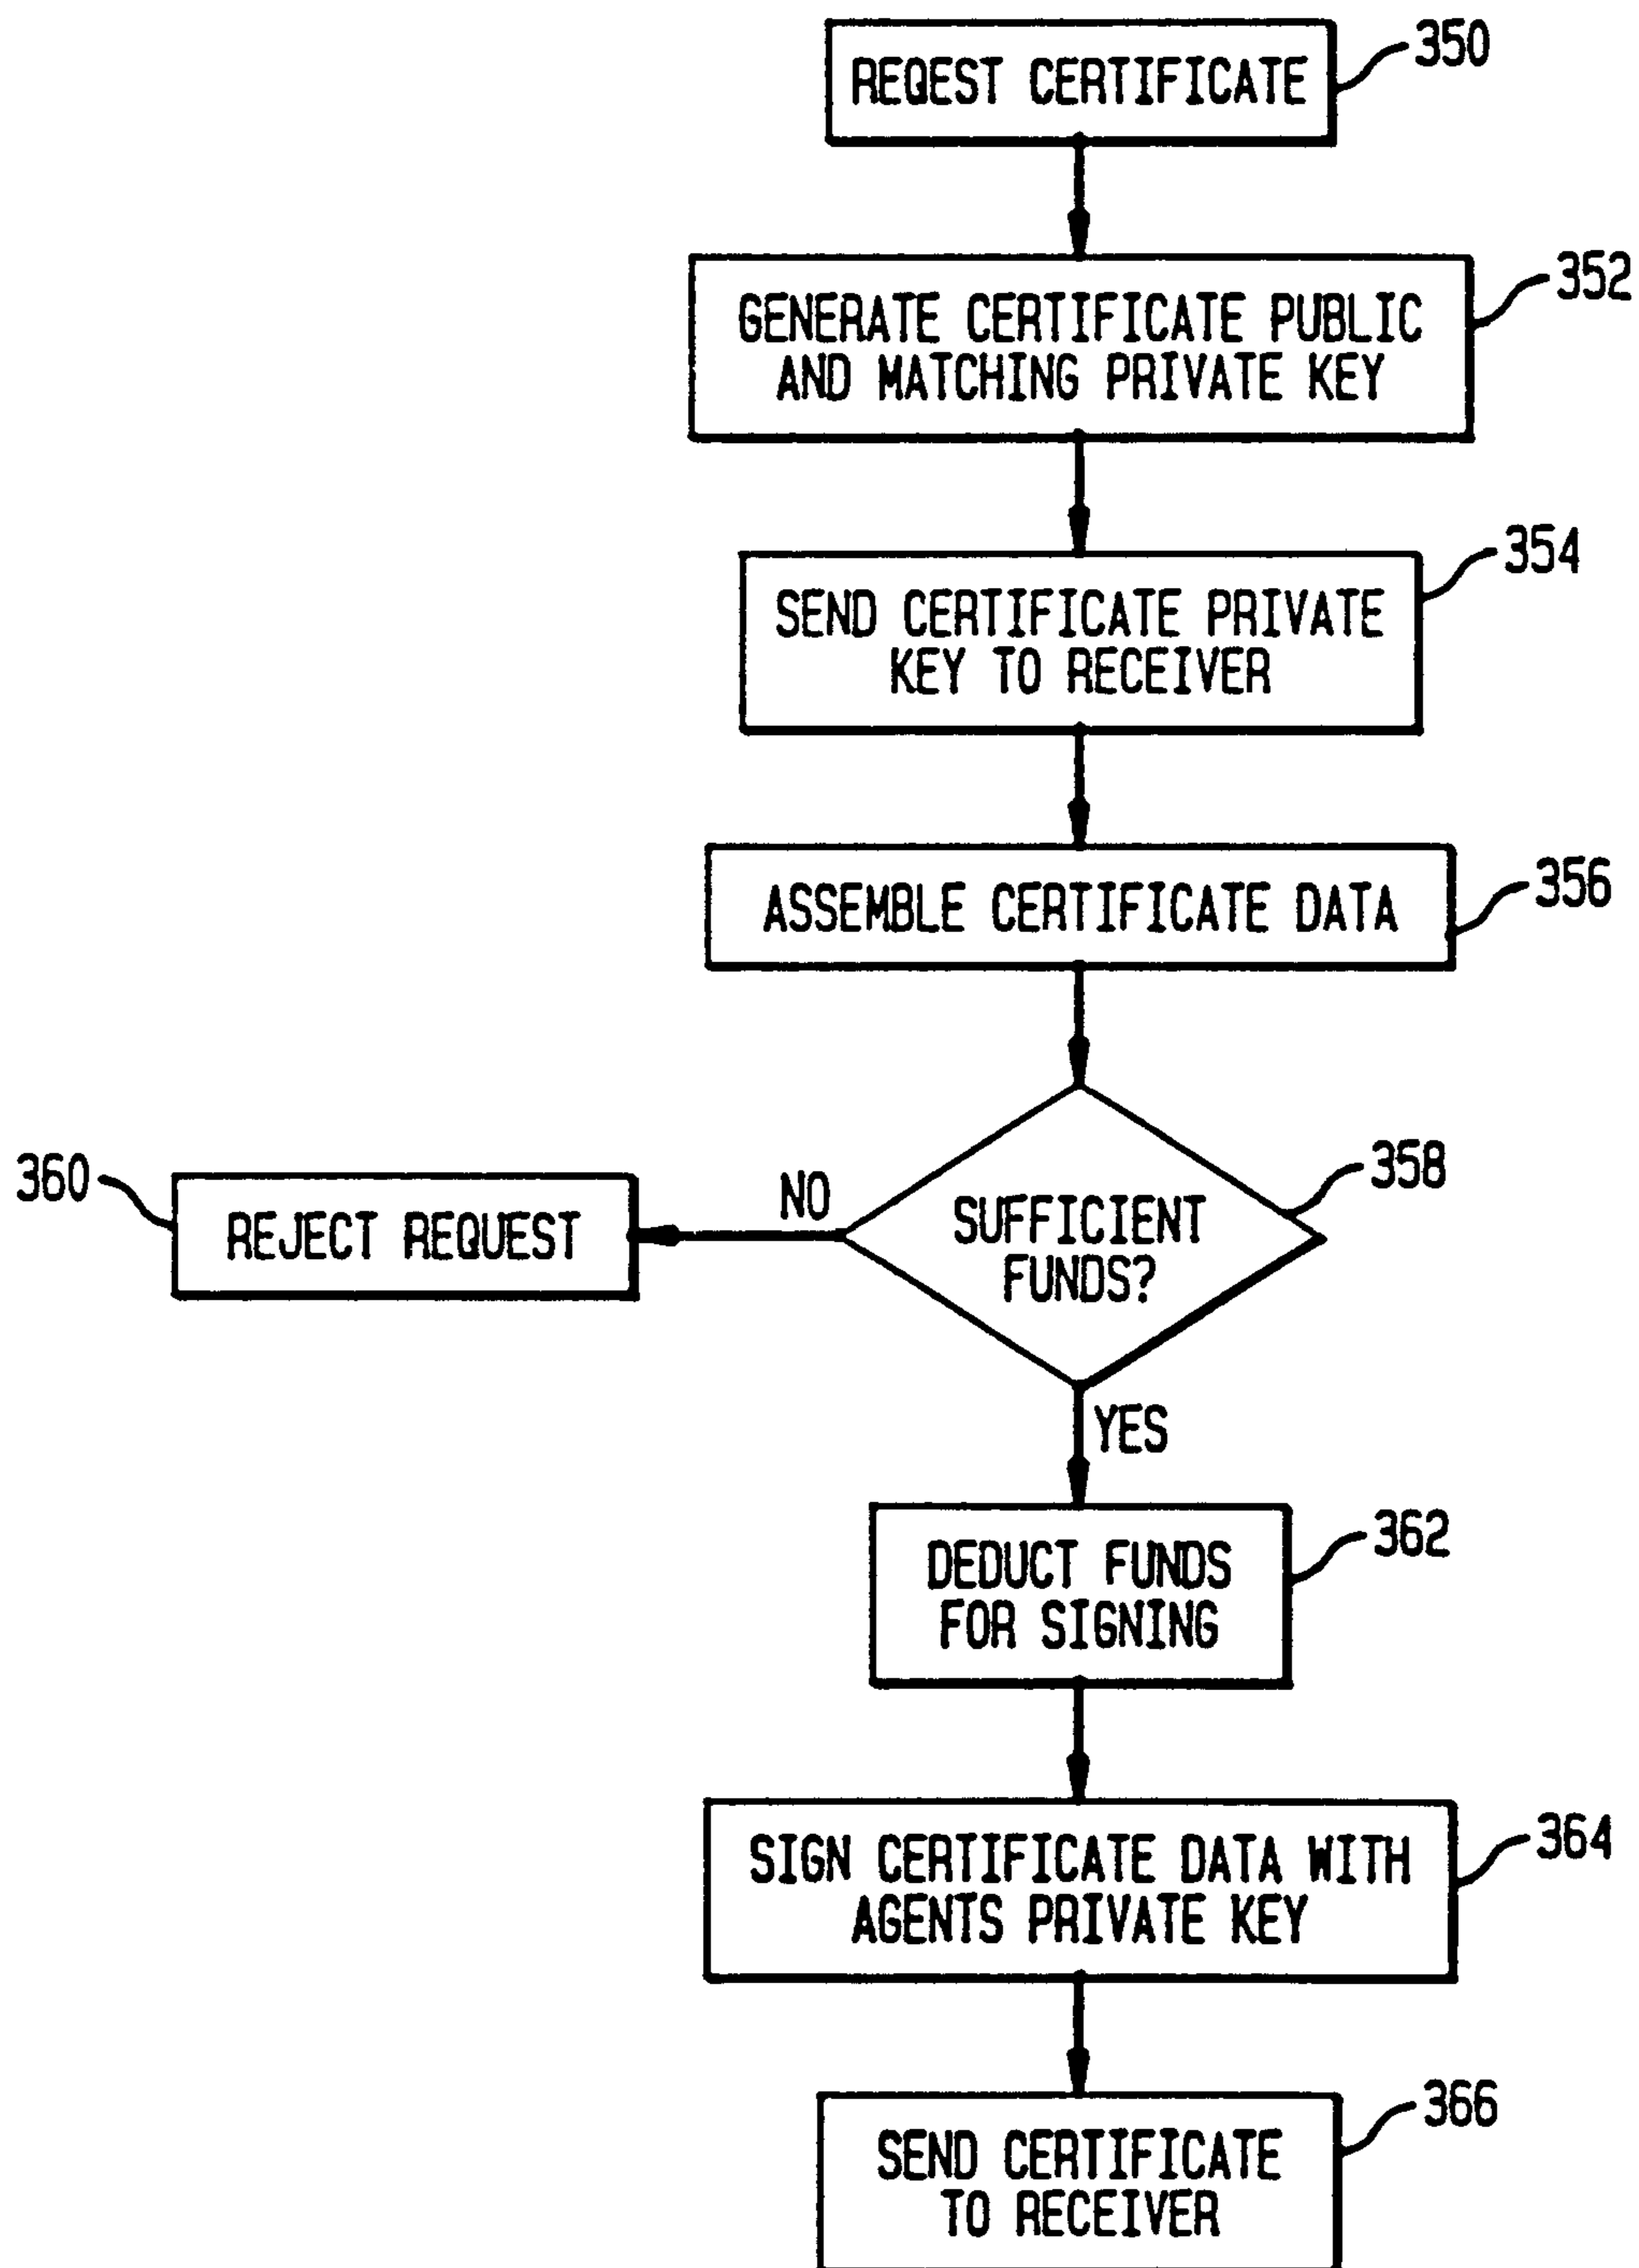 REQEST CERTIFICATE
350
GENERATE CERTIFICATE PUBLIC
AND MATCHING PRIVATE KEY
352
SEND CERTIFICATE PRIVATE
KEY TO RECEIVER
354
ASSEMBLE CERTIFICATE DATA
356
SUFFICIENT
FUNDS?
358
NO
REJECT REQUEST
360
YES
DEDUCT FUNDS
FOR SIGNING
362
SIGN CERTIFICATE DATA WITH
AGENTS PRIVATE KEY
364
SEND CERTIFICATE
TO RECEIVER
366